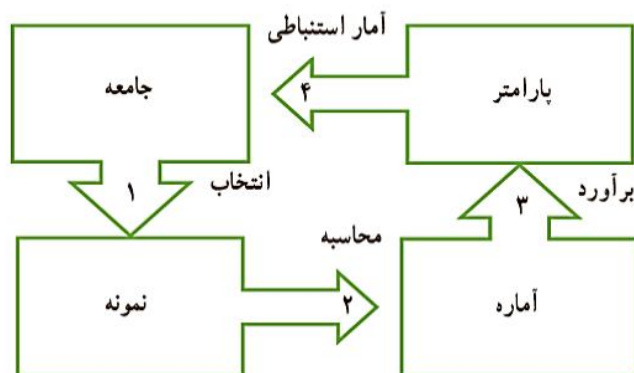 آمار استنباطی
پارامتر
۴
جامعه
انتخاب
۱
برآورد
۳
محاسبه
آماره
۲
نمونه